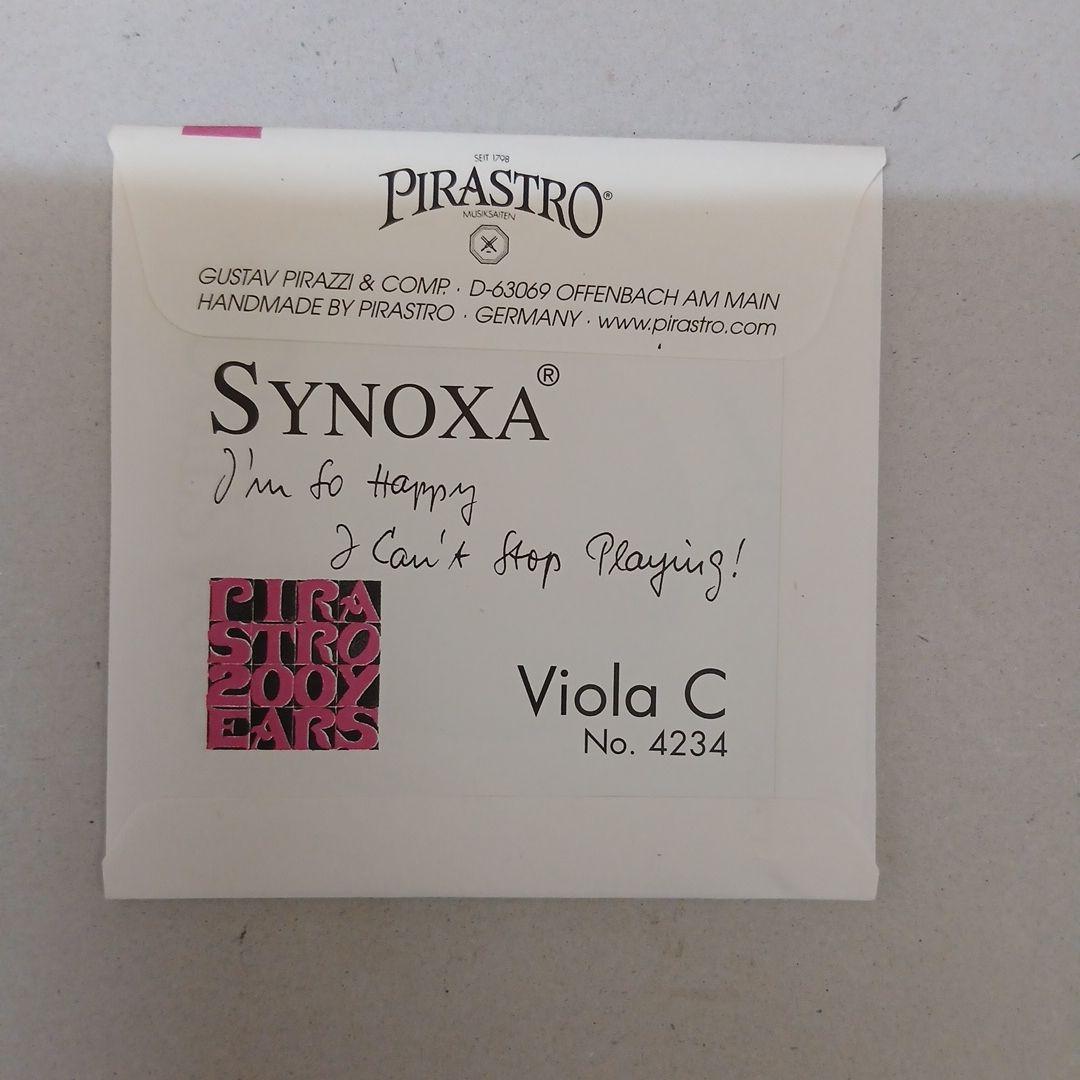 SEIT 1798
PIRASTRO®
MUSIKSAITEN
GUSTAV PIRAZZI & COMP. · D-63069 OFFENBACH AM MAIN
HANDMADE BY PIRASTRO · GERMANY · www.pirastro.com
SYNOXA®
I'm So Happy
I Can't Stop Playing!
PIRA
STRO
200Y
EARS
Viola C
No. 4234